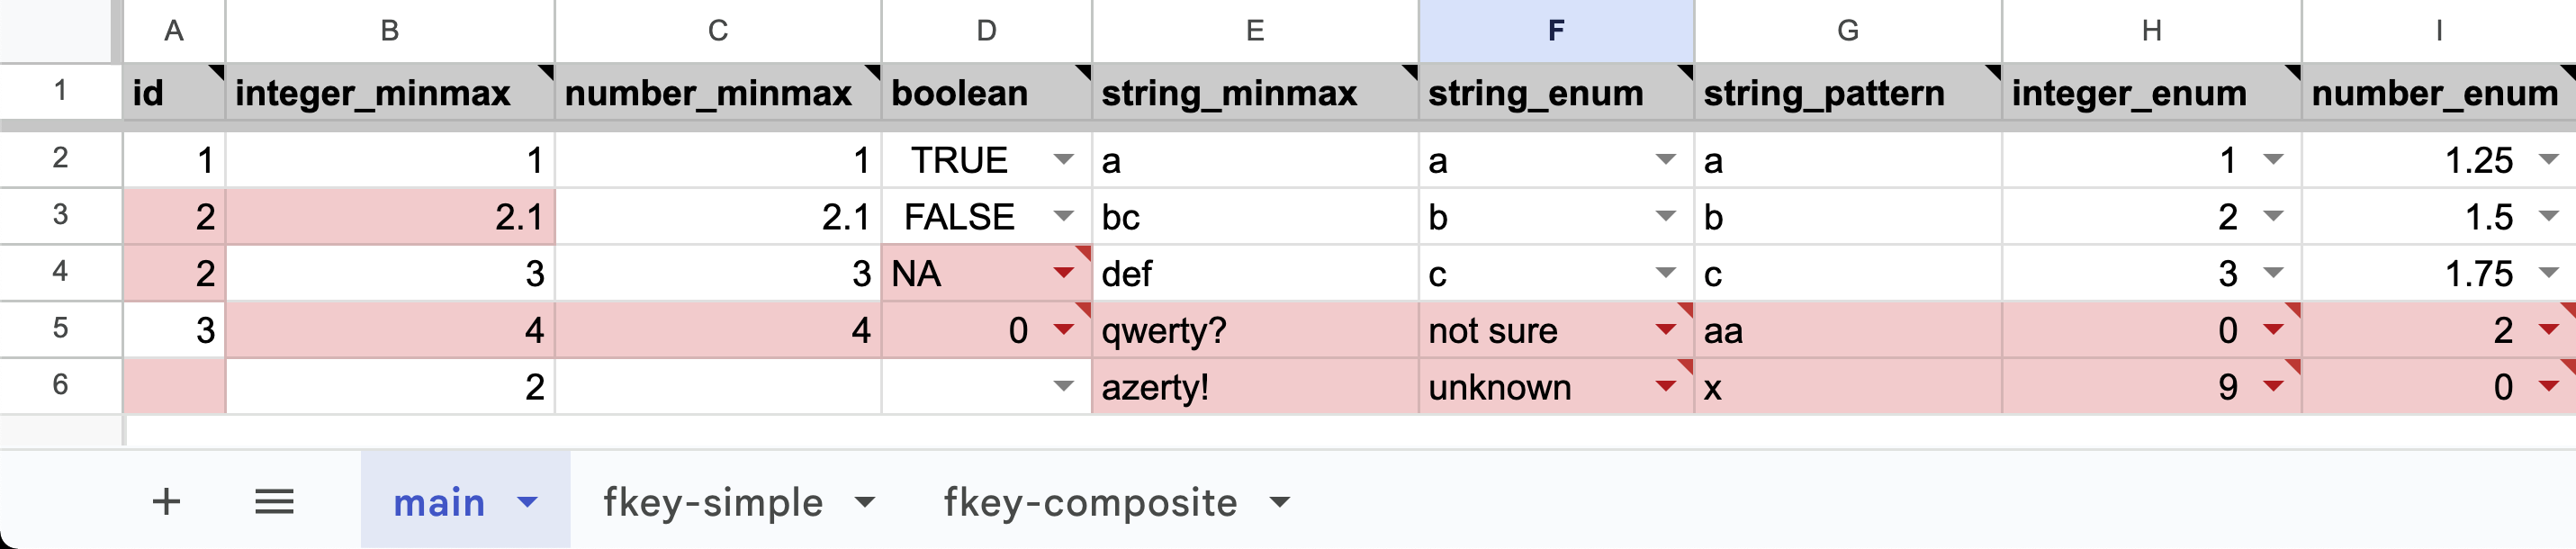 A B C D E F G H I
1 id integer_minmax number_minmax boolean string_minmax string_enum string_pattern integer_enum number_enum
2 1 1 1 TRUE a a a 1 1.25
3 2 2.1 2.1 FALSE bc b b 2 1.5
4 2 3 3 NA def c c 3 1.75
5 3 4 4 0 qwerty? not sure aa 0 2
6 2 azerty! unknown x 9 0
main fkey-simple fkey-composite